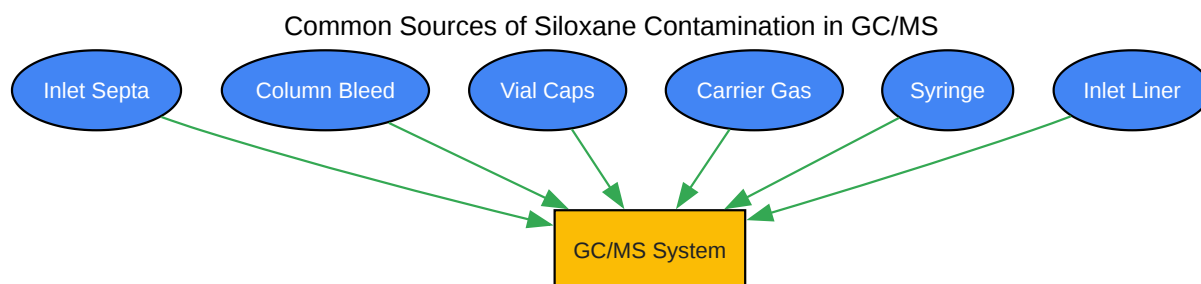 Common Sources of Siloxane Contamination in GC/MS
Inlet Septa
Column Bleed
Vial Caps
Carrier Gas
Syringe
Inlet Liner
GC/MS System